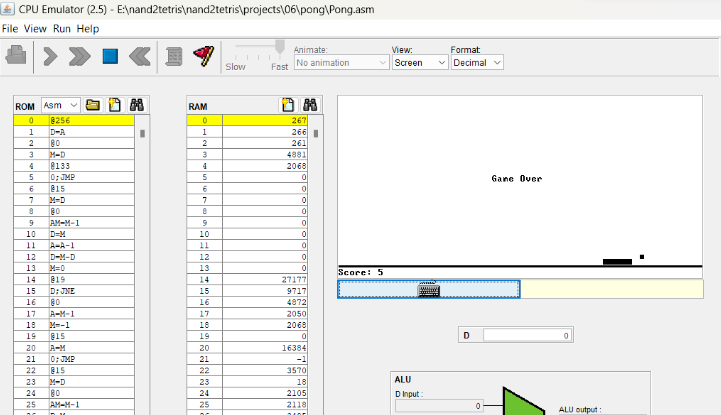 CPU Emulator (2.5) - E:\nand2tetris\nand2tetris\projects\06\pong\Pong.asm
File View Run Help
Slow Fast
Animate:
No animation
View:
Screen
Format:
Decimal
ROM Asm
0 @256
1 D=A
2 @0
3 M=D
4 @133
5 0;JMP
6 @15
7 M=D
8 @0
9 AM=M-1
10 D=M
11 A=A-1
12 D=M-D
13 M=0
14 @19
15 D;JNE
16 @0
17 A=M-1
18 M=-1
19 @15
20 A=M
21 0;JMP
22 @15
23 M=D
24 @0
25 AM=M-1
RAM
0 267
1 266
2 261
3 4881
4 2068
5 0
6 0
7 0
8 0
9 0
10 0
11 0
12 0
13 0
14 27177
15 9717
16 4872
17 2050
18 2068
19 0
20 16384
21 -1
22 3570
23 18
24 2105
25 2118
Game Over
Score: 5
D 0
ALU
D Input :
0
ALU output :